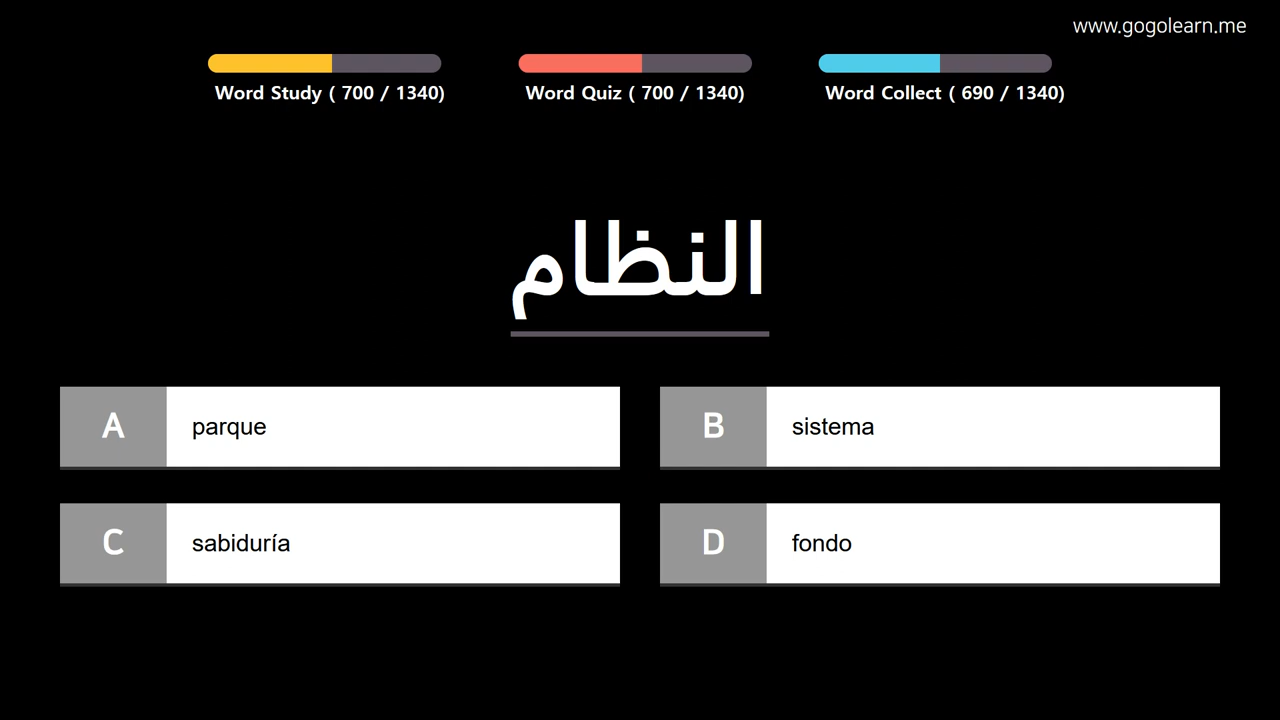 www.gogolearn.me
Word Study ( 700 / 1340)
Word Quiz ( 700 / 1340)
Word Collect ( 690 / 1340)
النظام
A parque
B sistema
C sabiduría
D fondo